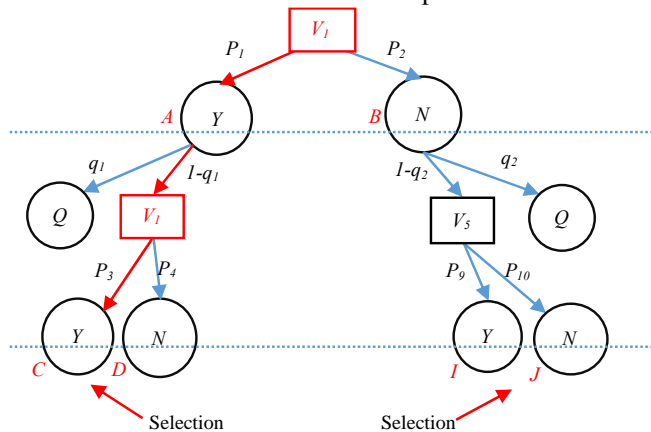 V1
P1
P2
A
Y
B
N
q1
1-q1
1-q2
q2
Q
V1
V5
Q
P3
P4
P9
P10
Y
N
Y
N
C
D
I
J
Selection
Selection